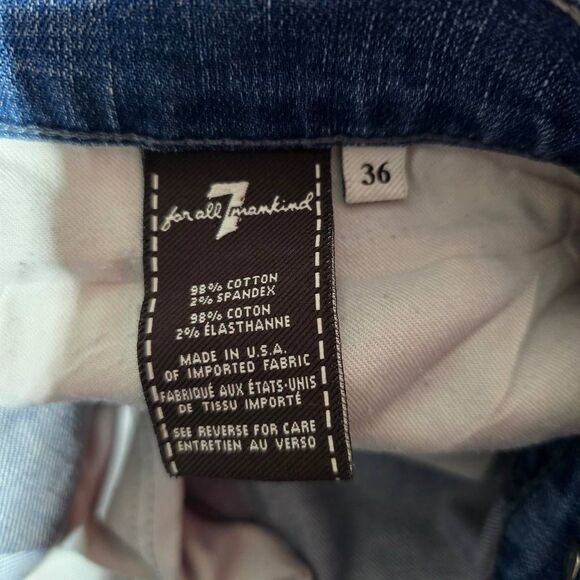 for all 7 mankind
36
98% COTTON
2% SPANDEX
98% COTON
2% ÉLASTHANNE
MADE IN U.S.A.
OF IMPORTED FABRIC
FABRIQUÉ AUX ÉTATS-UNIS
DE TISSU IMPORTÉ
SEE REVERSE FOR CARE
ENTRETIEN AU VERSO